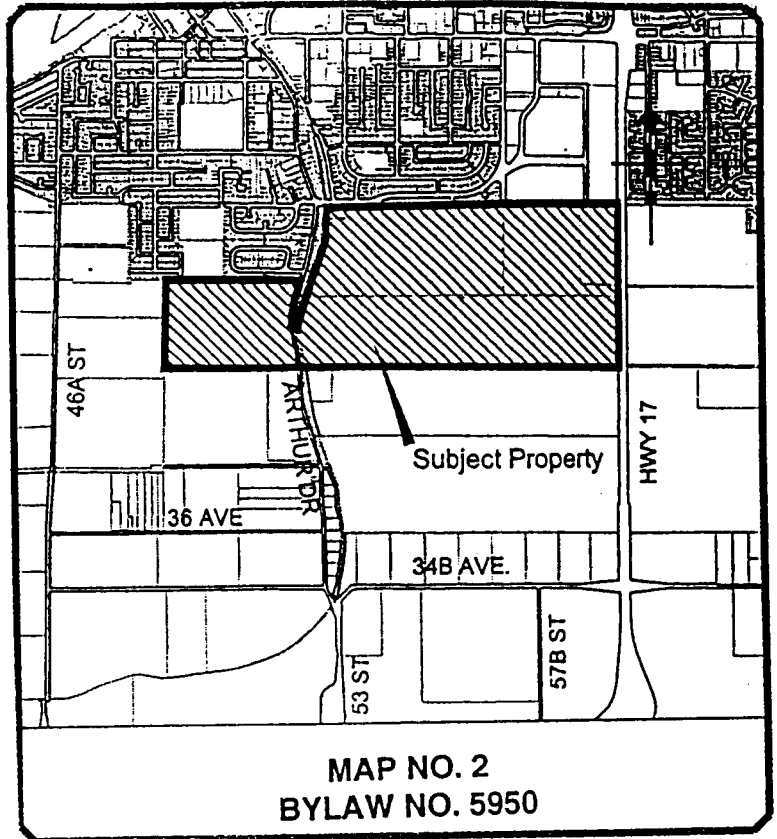 46A ST
ARTHUR DR
Subject Property
HWY 17
36 AVE
34B AVE.
53 ST
57B ST
MAP NO. 2
BYLAW NO. 5950